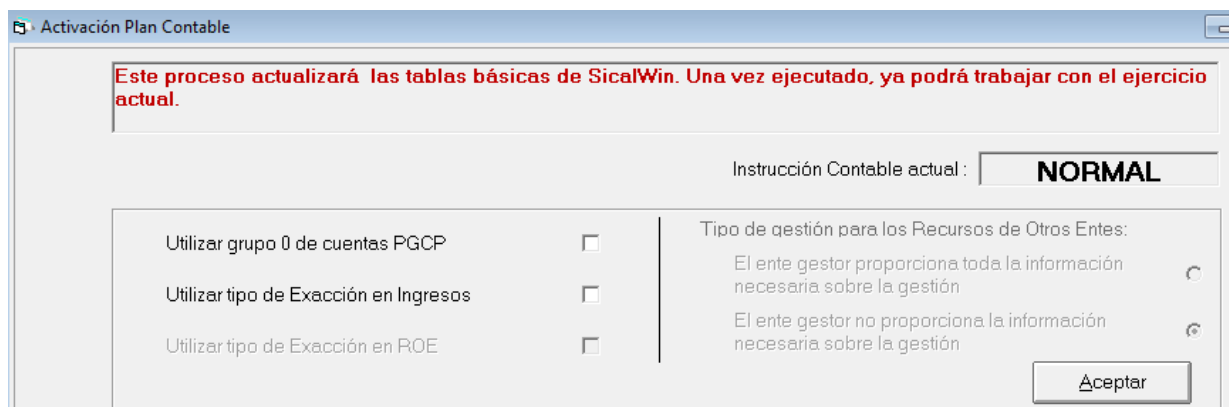 Activación Plan Contable
Este proceso actualizará las tablas básicas de SicalWin. Una vez ejecutado, ya podrá trabajar con el ejercicio
actual.
Instrucción Contable actual : NORMAL
Utilizar grupo 0 de cuentas PGCP
Utilizar tipo de Exacción en Ingresos
Utilizar tipo de Exacción en ROE
Tipo de gestión para los Recursos de Otros Entes:
El ente gestor proporciona toda la información
necesaria sobre la gestión
El ente gestor no proporciona la información
necesaria sobre la gestión
Aceptar